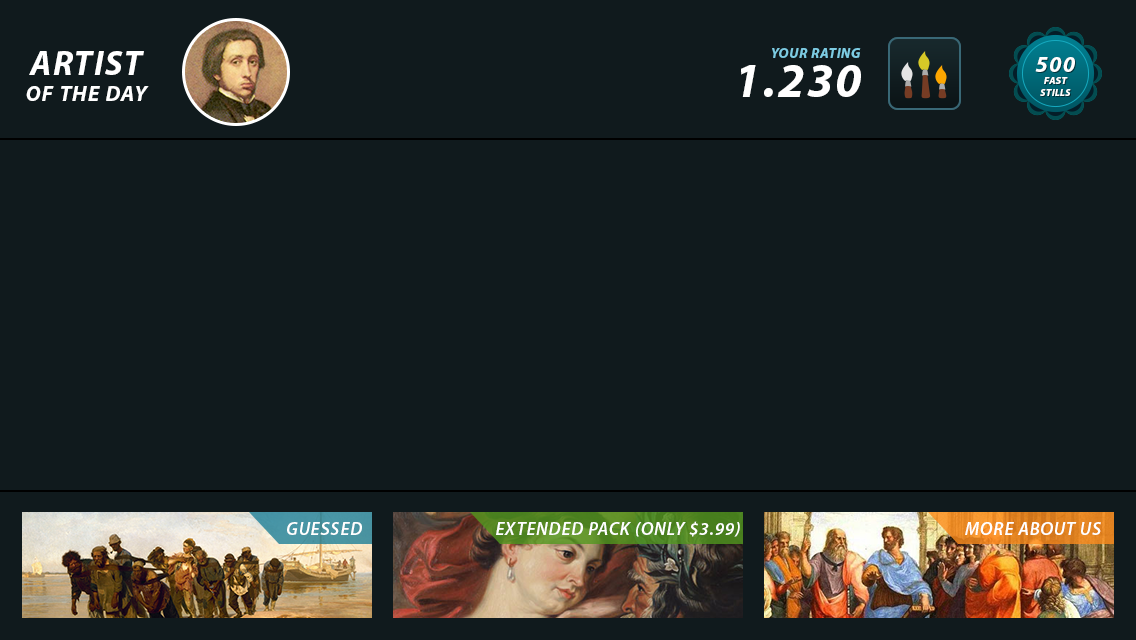 ARTIST
OF THE DAY
YOUR RATING
1.230
500
FAST
STILLS
GUESSED
EXTENDED PACK (ONLY $3.99)
MORE ABOUT US